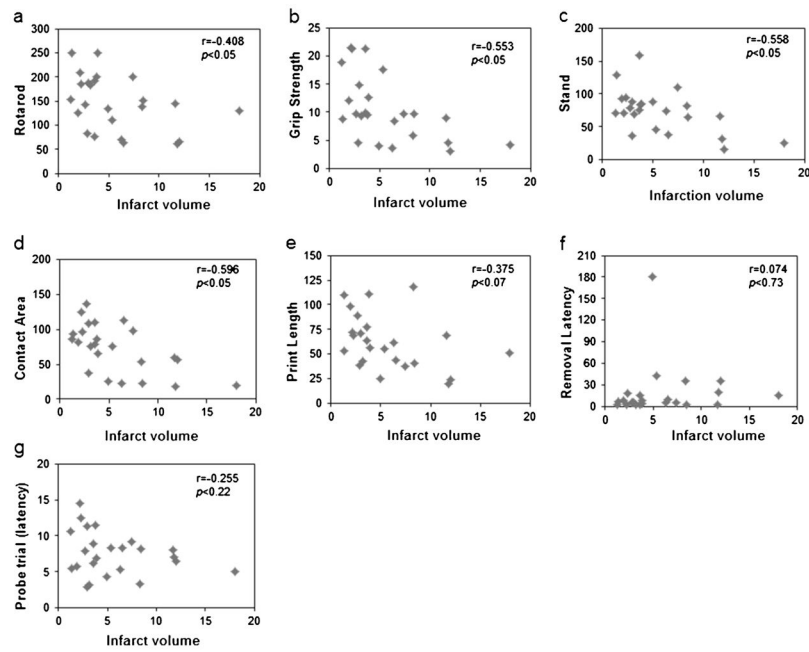 a
r=-0.408
p<0.05
Rotarod
300
250
200
150
100
50
0
0 5 10 15 20
Infarct volume
b
r=-0.553
p<0.05
Grip Strength
25
20
15
10
5
0
0 5 10 15 20
Infarct volume
c
r=-0.558
p<0.05
Stand
200
150
100
50
0
0 5 10 15 20
Infarction volume
d
r=-0.596
p<0.05
Contact Area
200
150
100
50
0
0 5 10 15 20
Infarct volume
e
r=-0.375
p<0.07
Print Length
150
125
100
75
50
25
0
0 5 10 15 20
Infarct volume
f
r=0.074
p<0.73
Removal Latency
210
180
150
120
90
60
30
0
0 5 10 15 20
Infarct volume
g
r=-0.255
p<0.22
Probe trial (latency)
20
15
10
5
0
0 5 10 15 20
Infarct volume